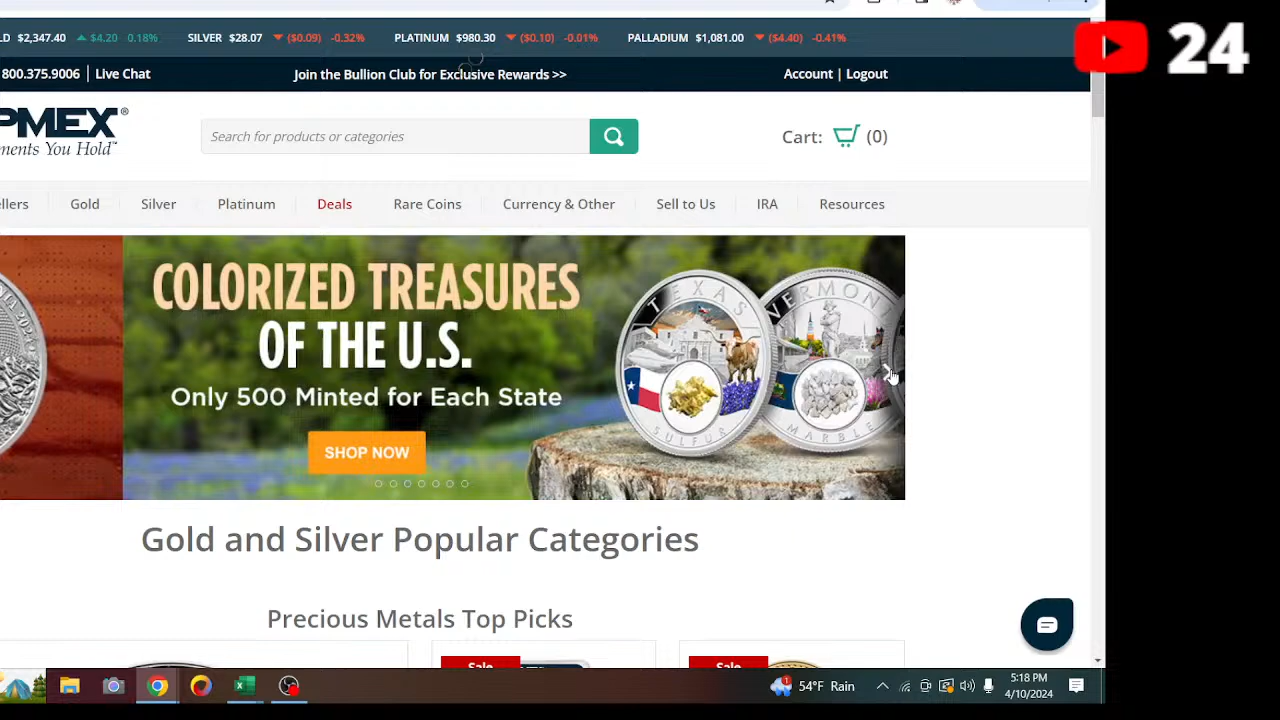 LD $2,347.40 ▲ $4.20 0.18% SILVER $28.07 ▼ ($0.09) -0.32% PLATINUM $980.30 ▼ ($0.10) -0.01% PALLADIUM $1,081.00 ▼ ($4.40) -0.41%
24
800.375.9006 | Live Chat Join the Bullion Club for Exclusive Rewards >> Account | Logout
PMEX®
ments You Hold™
Search for products or categories
Cart: (0)
ellers Gold Silver Platinum Deals Rare Coins Currency & Other Sell to Us IRA Resources
COLORIZED TREASURES
OF THE U.S.
Only 500 Minted for Each State
SHOP NOW
TEXAS
SULFUR
VERMONT
MARBLE
Gold and Silver Popular Categories
Precious Metals Top Picks
Sale
Sale
54°F Rain
1
5:18 PM
4/10/2024